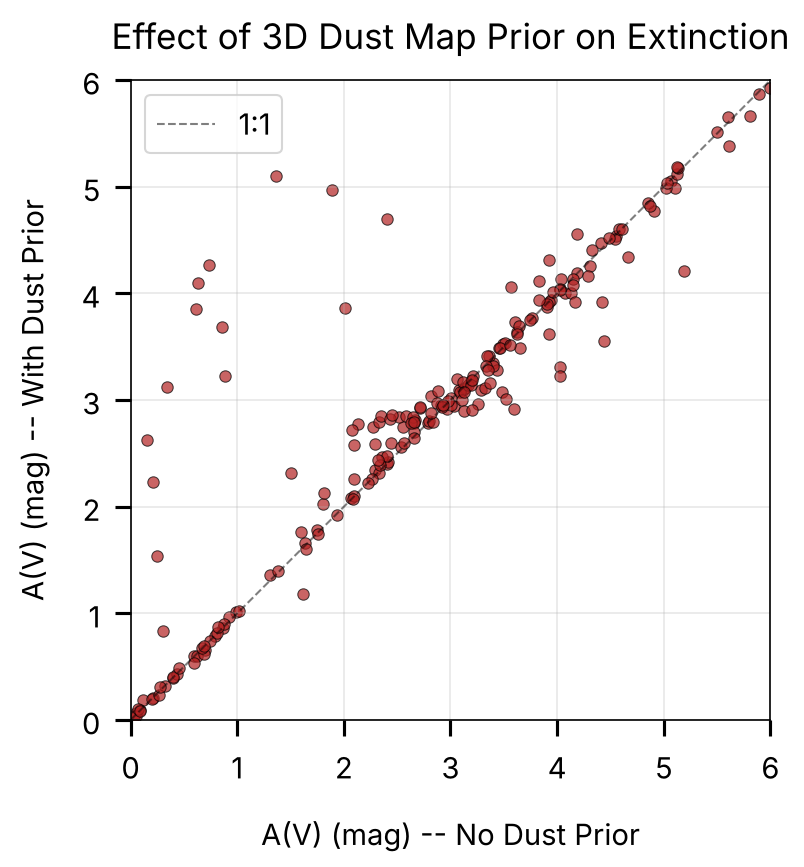 Effect of 3D Dust Map Prior on Extinction
1:1
A(V) (mag) -- With Dust Prior
6
5
4
3
2
1
0
0 1 2 3 4 5 6
A(V) (mag) -- No Dust Prior